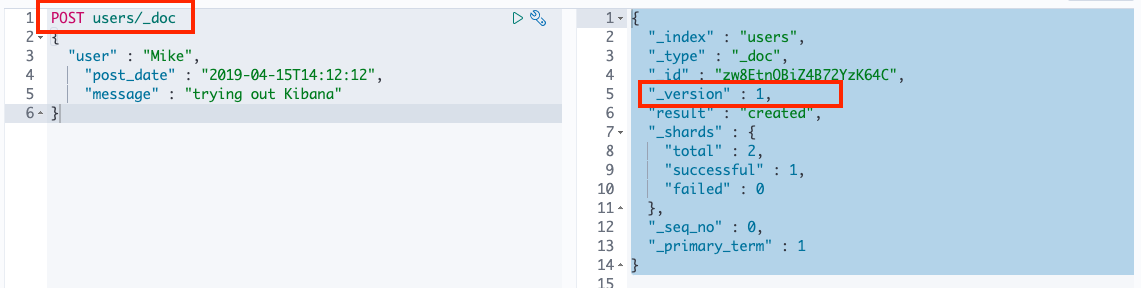 1 POST users/_doc
2 {
3 "user" : "Mike",
4 "post_date" : "2019-04-15T14:12:12",
5 "message" : "trying out Kibana"
6 }
1 {
2 "_index" : "users",
3 "_type" : "_doc",
4 "_id" : "zw8EtnOBiZ4B72YzK64C",
5 "_version" : 1,
6 "result" : "created",
7 "_shards" : {
8 "total" : 2,
9 "successful" : 1,
10 "failed" : 0
11 },
12 "_seq_no" : 0,
13 "_primary_term" : 1
14 }
15